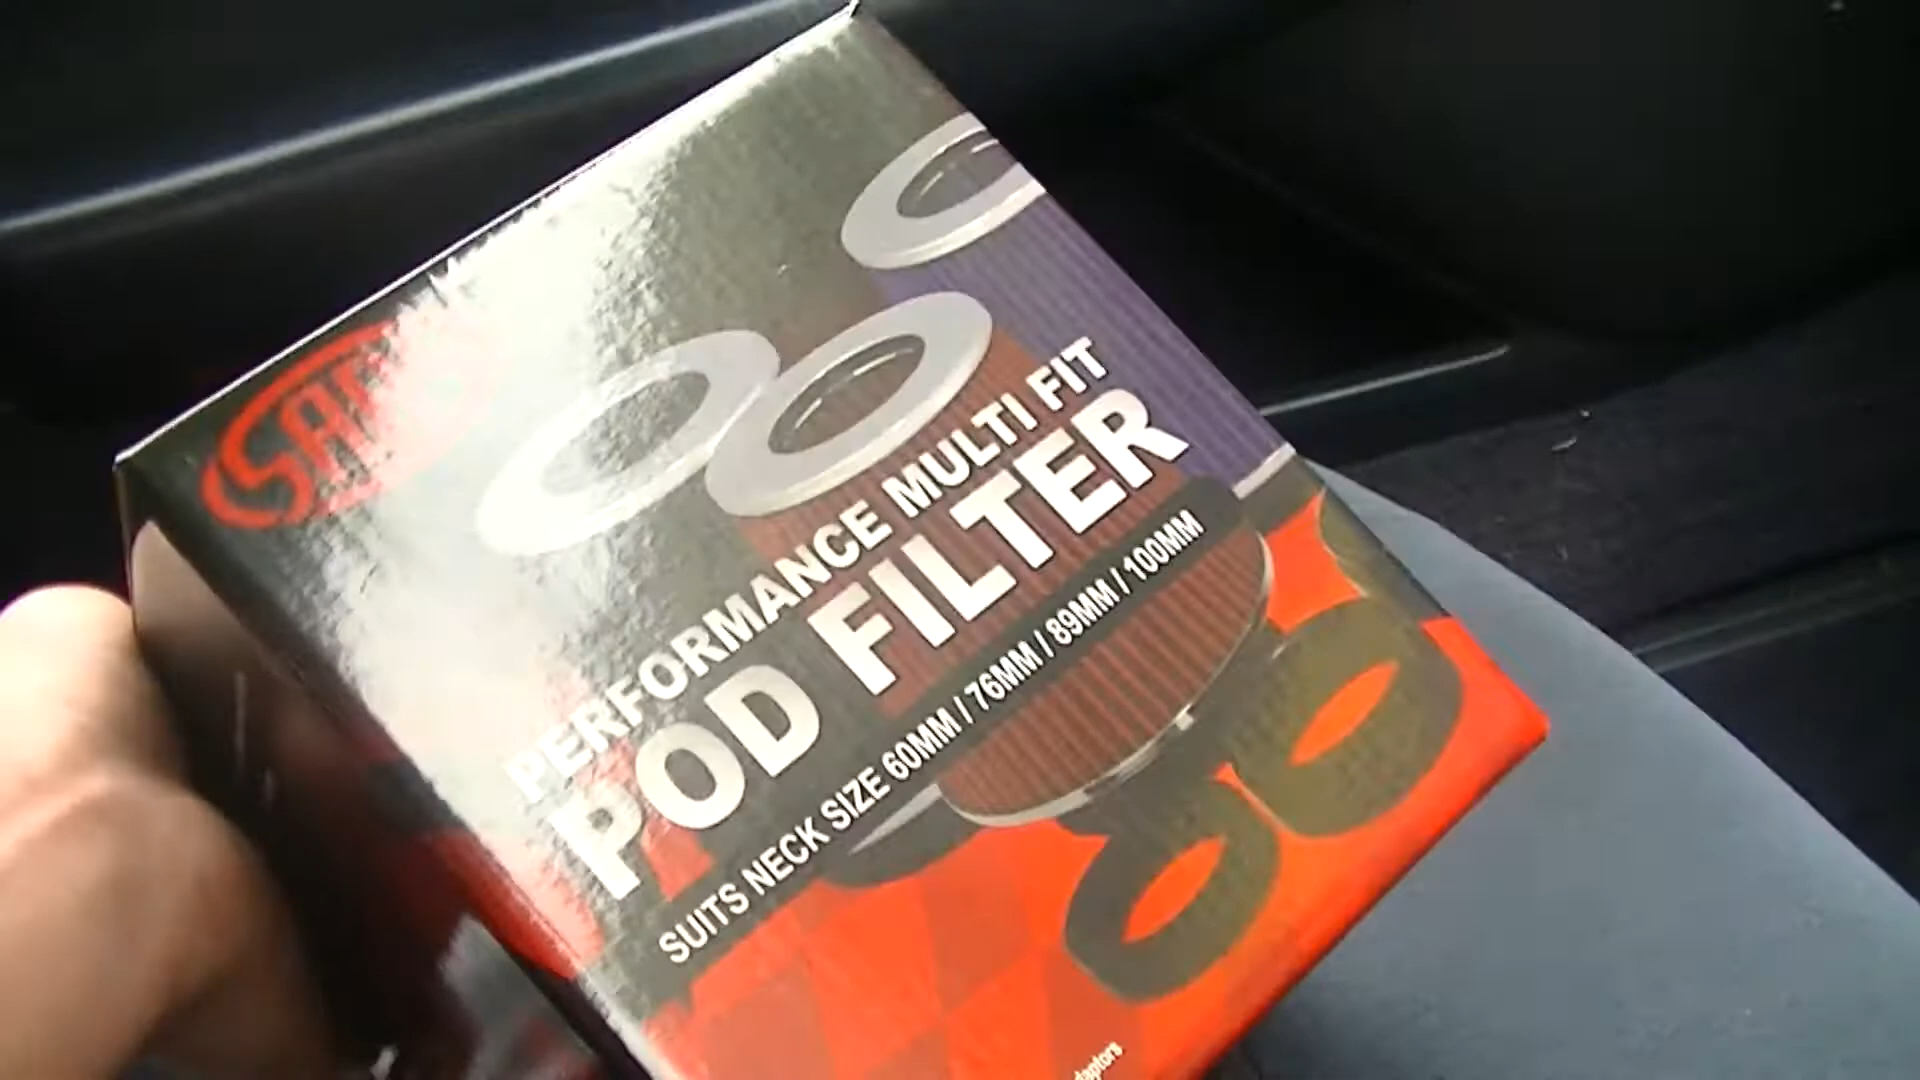 PERFORMANCE MULTI FIT
POD FILTER
SUITS NECK SIZE 60MM / 76MM / 89MM / 100MM